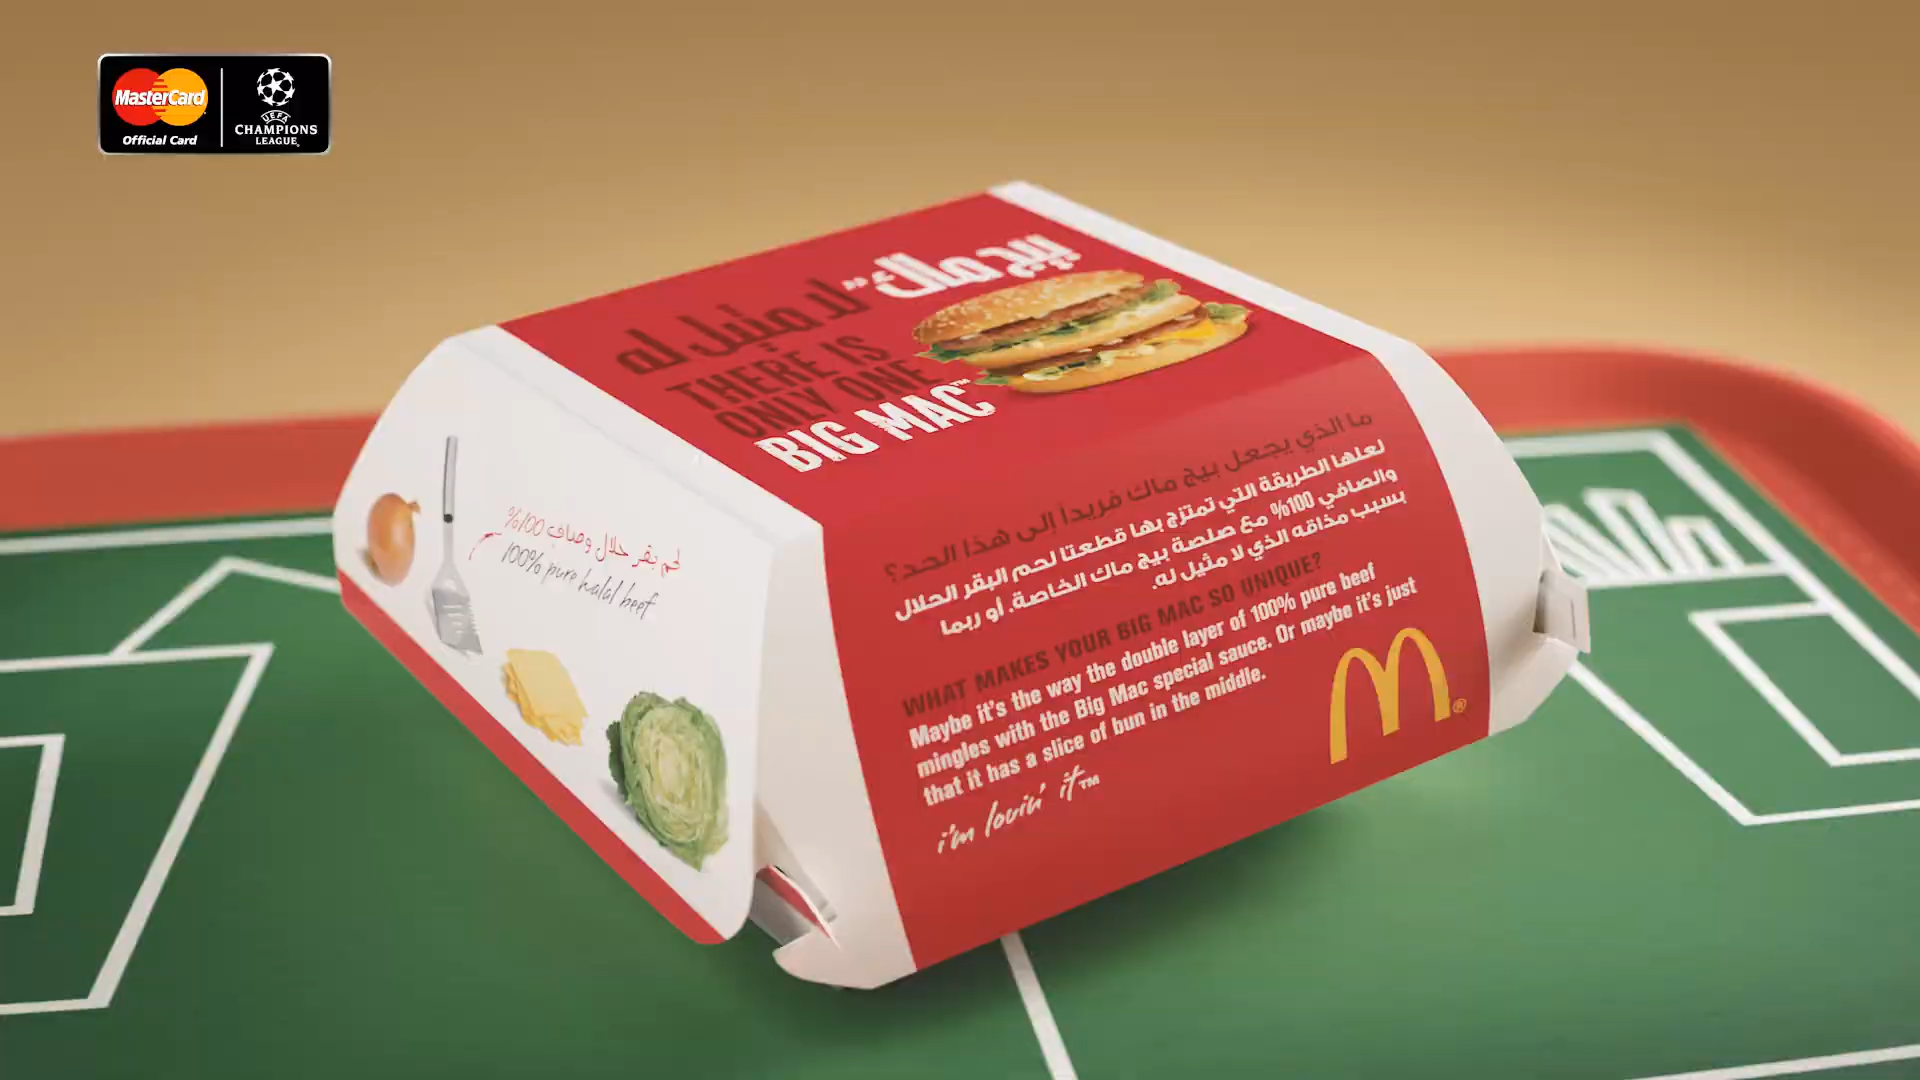 MasterCard
Official Card
UEFA
CHAMPIONS
LEAGUE
بيج ماك
لا مثيل له
THERE IS
ONLY ONE
BIG MAC™
ما الذي يجعل بيج ماك فريداً إلى هذا الحد؟
لعلها الطريقة التي تمتزج بها قطعتا لحم البقر الحلال
والصافي 100% مع صلصة بيج ماك الخاصة. أو ربما
بسبب مذاقه الذي لا مثيل له.
WHAT MAKES YOUR BIG MAC SO UNIQUE?
Maybe it's the way the double layer of 100% pure beef
mingles with the Big Mac special sauce. Or maybe it's just
that it has a slice of bun in the middle.
i'm lovin' it™
لحم بقر حلال وصافي 100%
100% pure halal beef